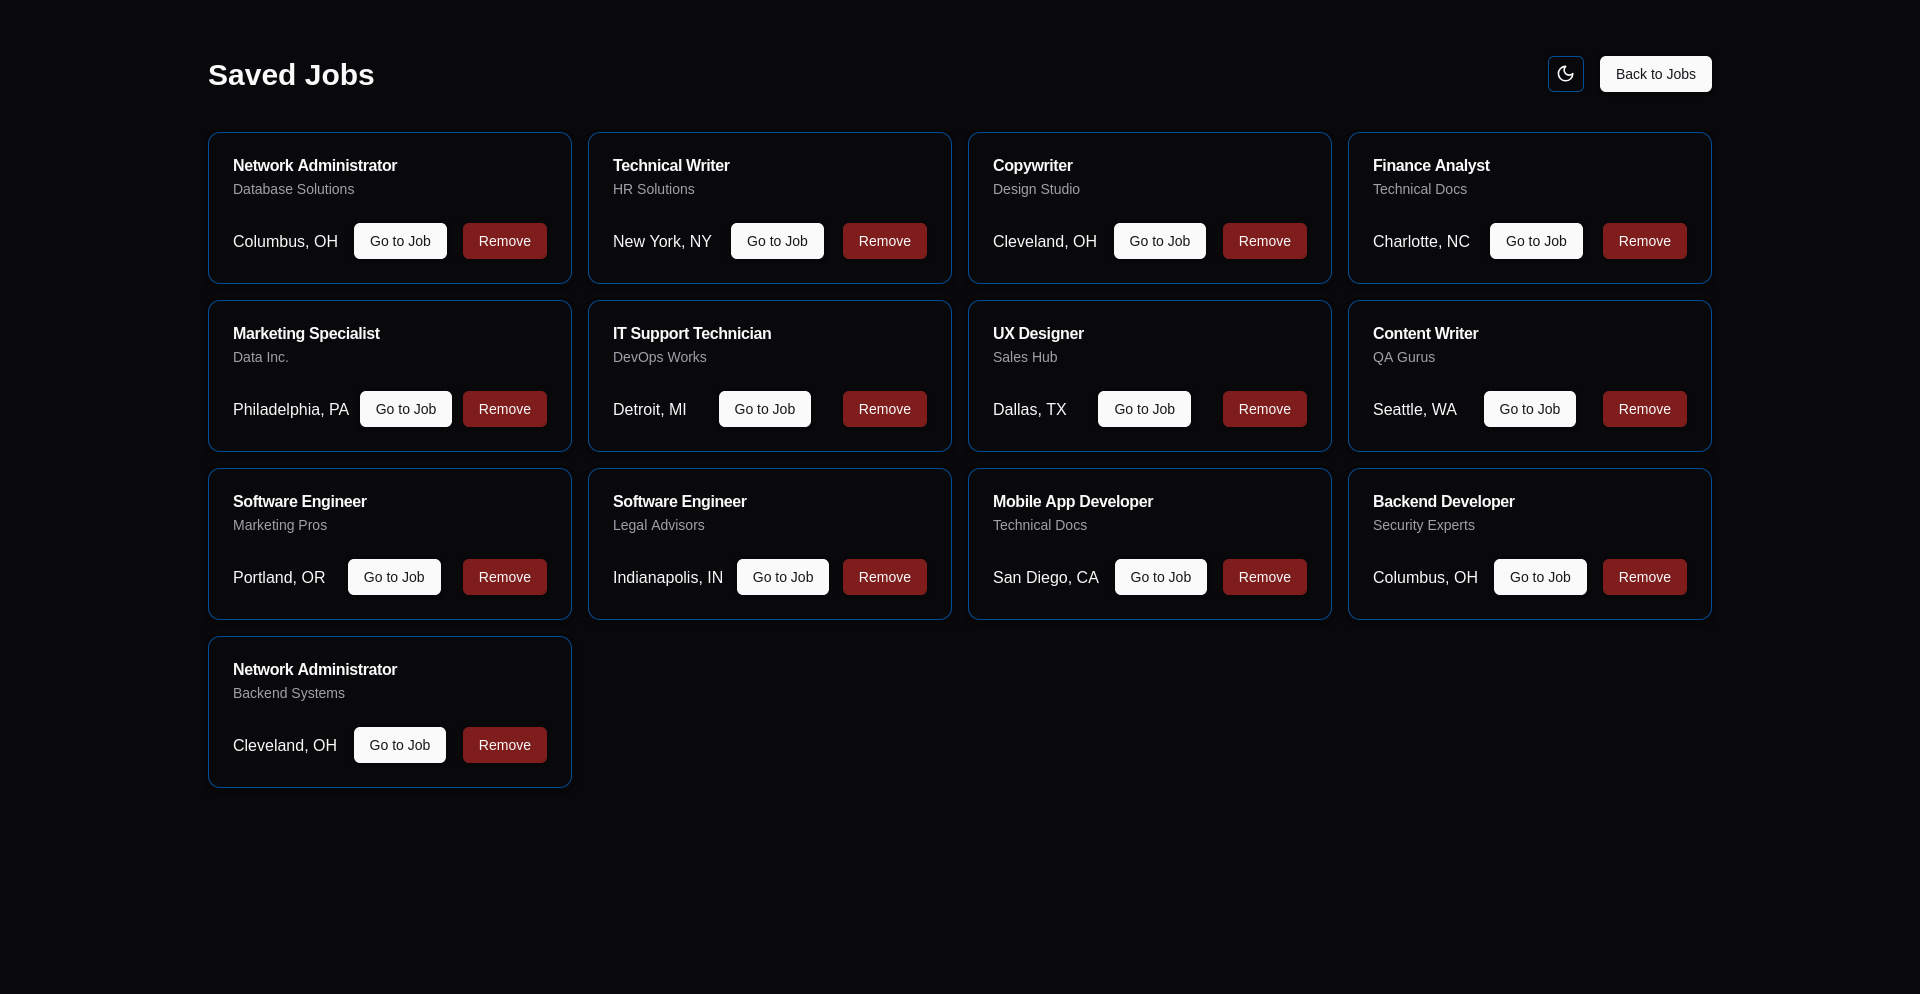 Saved Jobs
Back to Jobs
Network Administrator
Database Solutions
Columbus, OH Go to Job Remove
Technical Writer
HR Solutions
New York, NY Go to Job Remove
Copywriter
Design Studio
Cleveland, OH Go to Job Remove
Finance Analyst
Technical Docs
Charlotte, NC Go to Job Remove
Marketing Specialist
Data Inc.
Philadelphia, PA Go to Job Remove
IT Support Technician
DevOps Works
Detroit, MI Go to Job Remove
UX Designer
Sales Hub
Dallas, TX Go to Job Remove
Content Writer
QA Gurus
Seattle, WA Go to Job Remove
Software Engineer
Marketing Pros
Portland, OR Go to Job Remove
Software Engineer
Legal Advisors
Indianapolis, IN Go to Job Remove
Mobile App Developer
Technical Docs
San Diego, CA Go to Job Remove
Backend Developer
Security Experts
Columbus, OH Go to Job Remove
Network Administrator
Backend Systems
Cleveland, OH Go to Job Remove